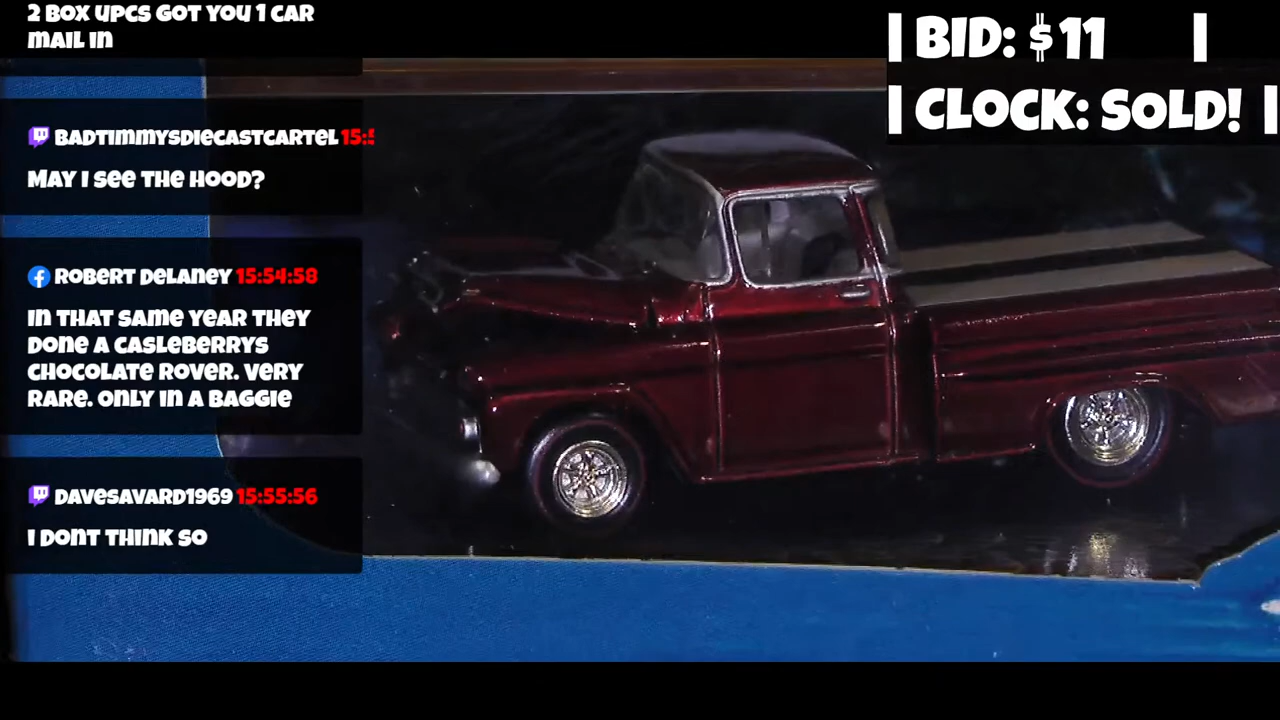 2 BOX UPCS GOT YOU 1 CAR
MAIL IN
| BID: $11 |
| CLOCK: SOLD! |
BADTIMMYSDIECASTCARTEL 15:5
MAY I SEE THE HOOD?
ROBERT DELANEY 15:54:58
IN THAT SAME YEAR THEY
DONE A CASLEBERRYS
CHOCOLATE ROVER. VERY
RARE. ONLY IN A BAGGIE
DAVESAVARD1969 15:55:56
I DONT THINK SO